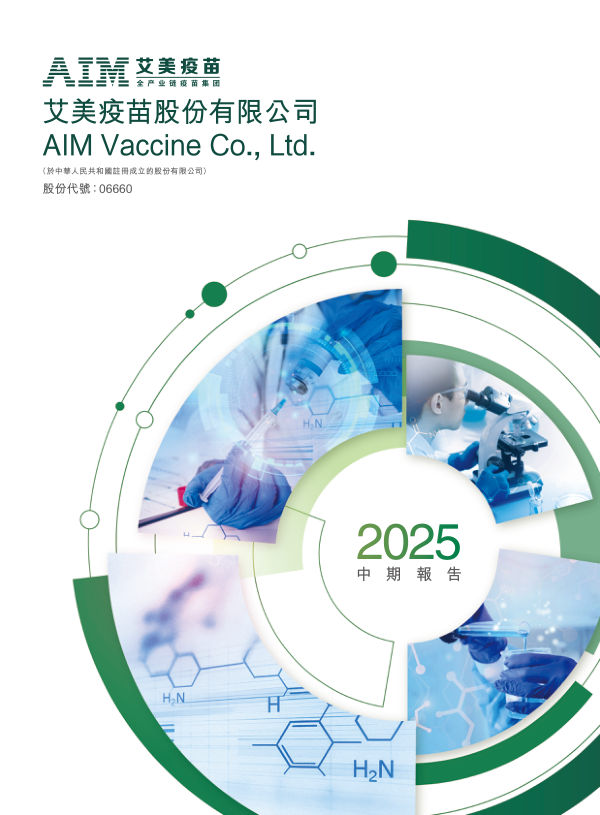 AIM 艾美疫苗
全产业链疫苗集团
艾美疫苗股份有限公司
AIM Vaccine Co., Ltd.
（於中華人民共和國註冊成立的股份有限公司）
股份代號：06660
H₂N
2025
中期報告
H₂N
H
H₂N